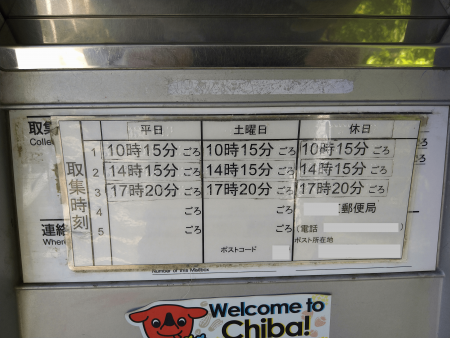 平日 土曜日 休日
取集時刻
1 10時15分 ごろ 10時15分 ごろ 10時15分 ごろ
2 14時15分 ごろ 14時15分 ごろ 14時15分 ごろ
3 17時20分 ごろ 17時20分 ごろ 17時20分 ごろ
4 ごろ 郵便局
5 ごろ (電話
ポストコード ポスト所在地
取
Colle
連絡
Where
Number of this Mailbox
Welcome to
Chiba!